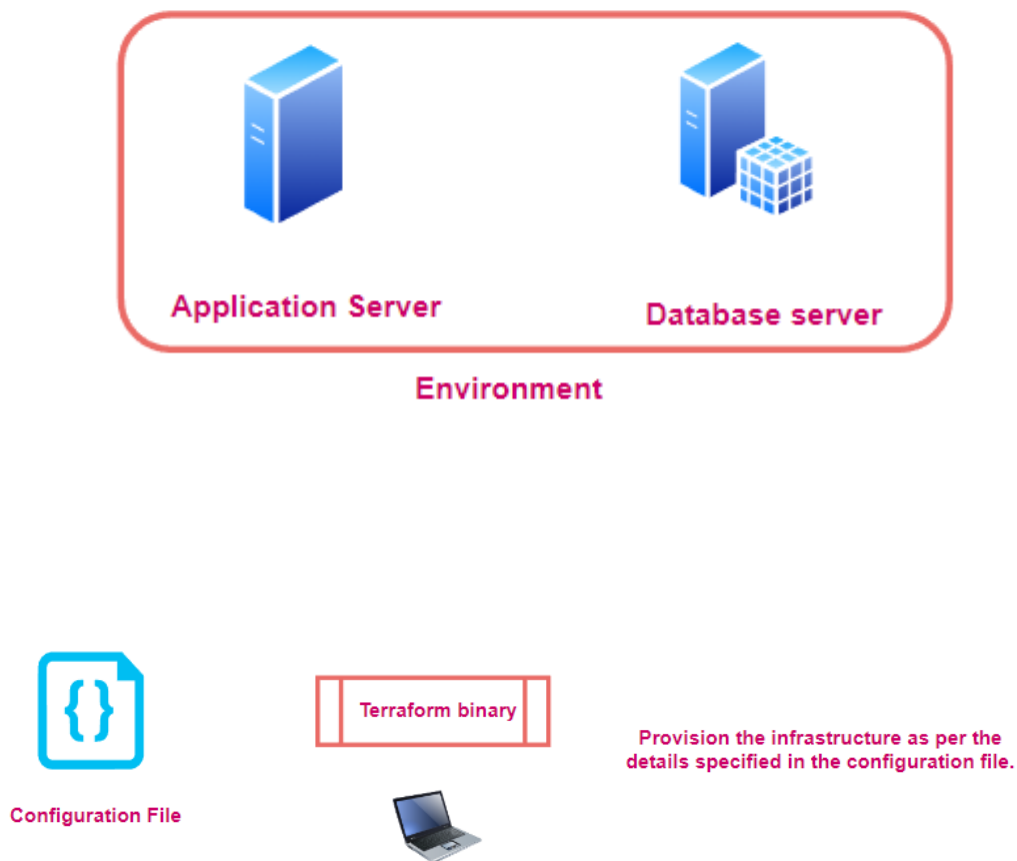 Application Server
Database server
Environment
{}
Terraform binary
Provision the infrastructure as per the
details specified in the configuration file.
Configuration File